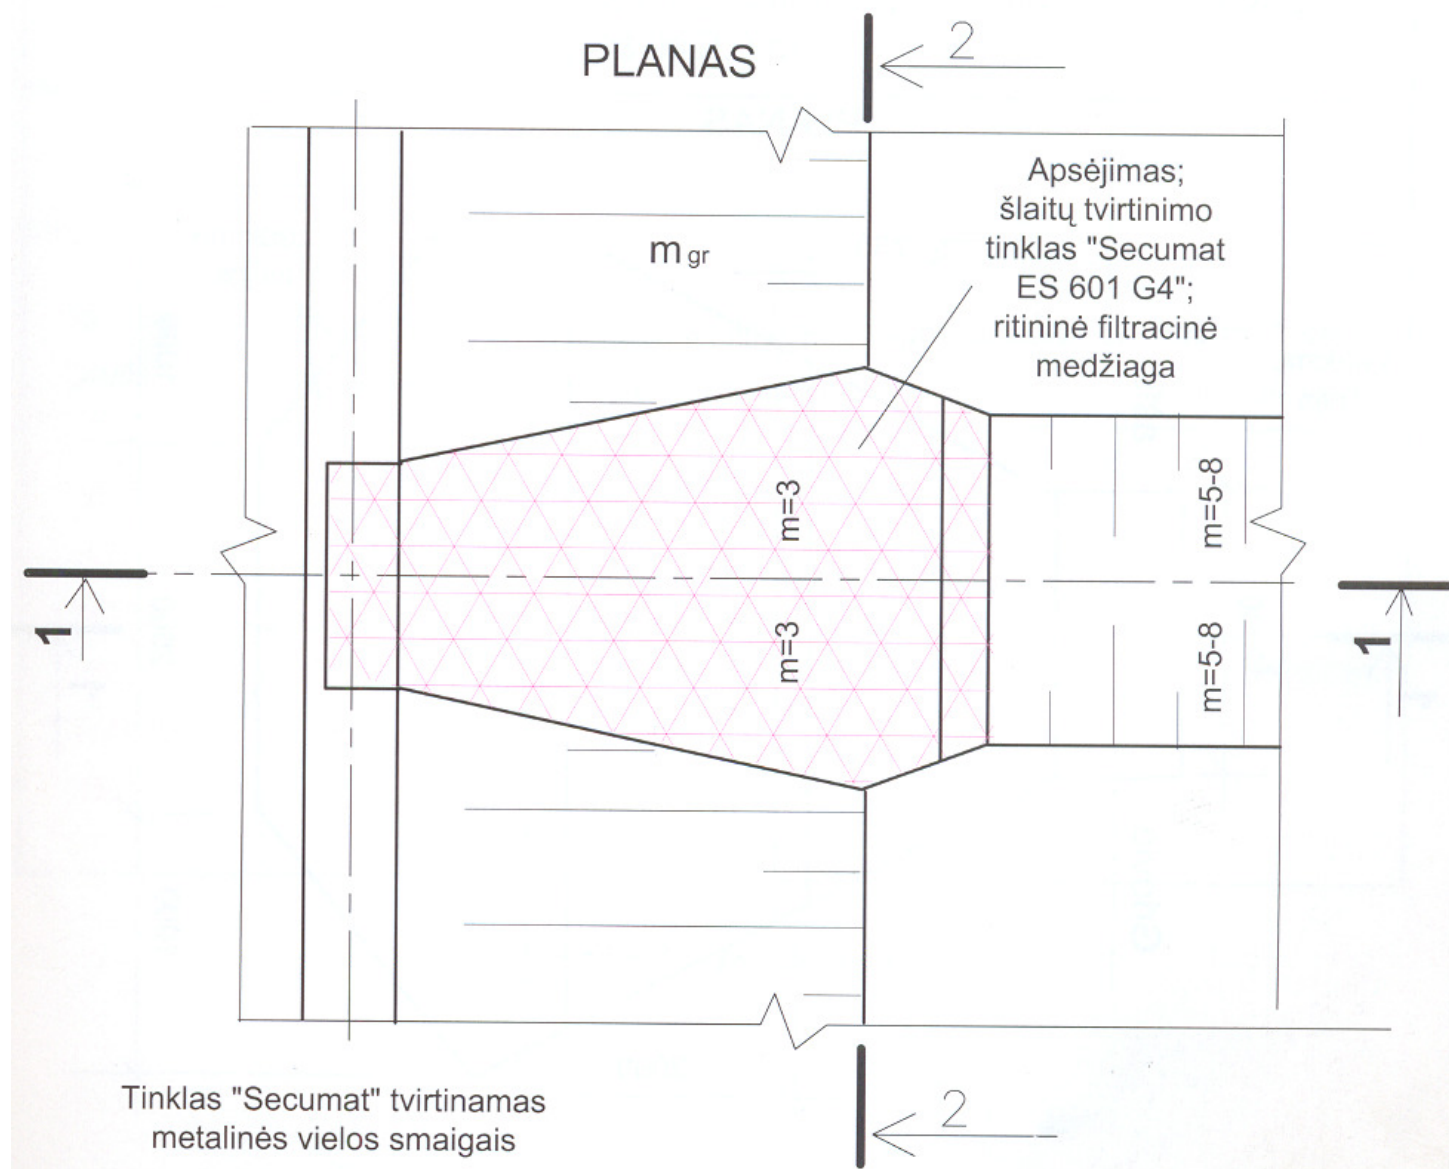 PLANAS
2
Apsėjimas;
šlaitų tvirtinimo
tinklas "Secumat
ES 601 G4";
ritininė filtracinė
medžiaga
m gr
m=3
m=5-8
1
1
m=3
m=5-8
2
Tinklas "Secumat" tvirtinamas
metalinės vielos smaigais